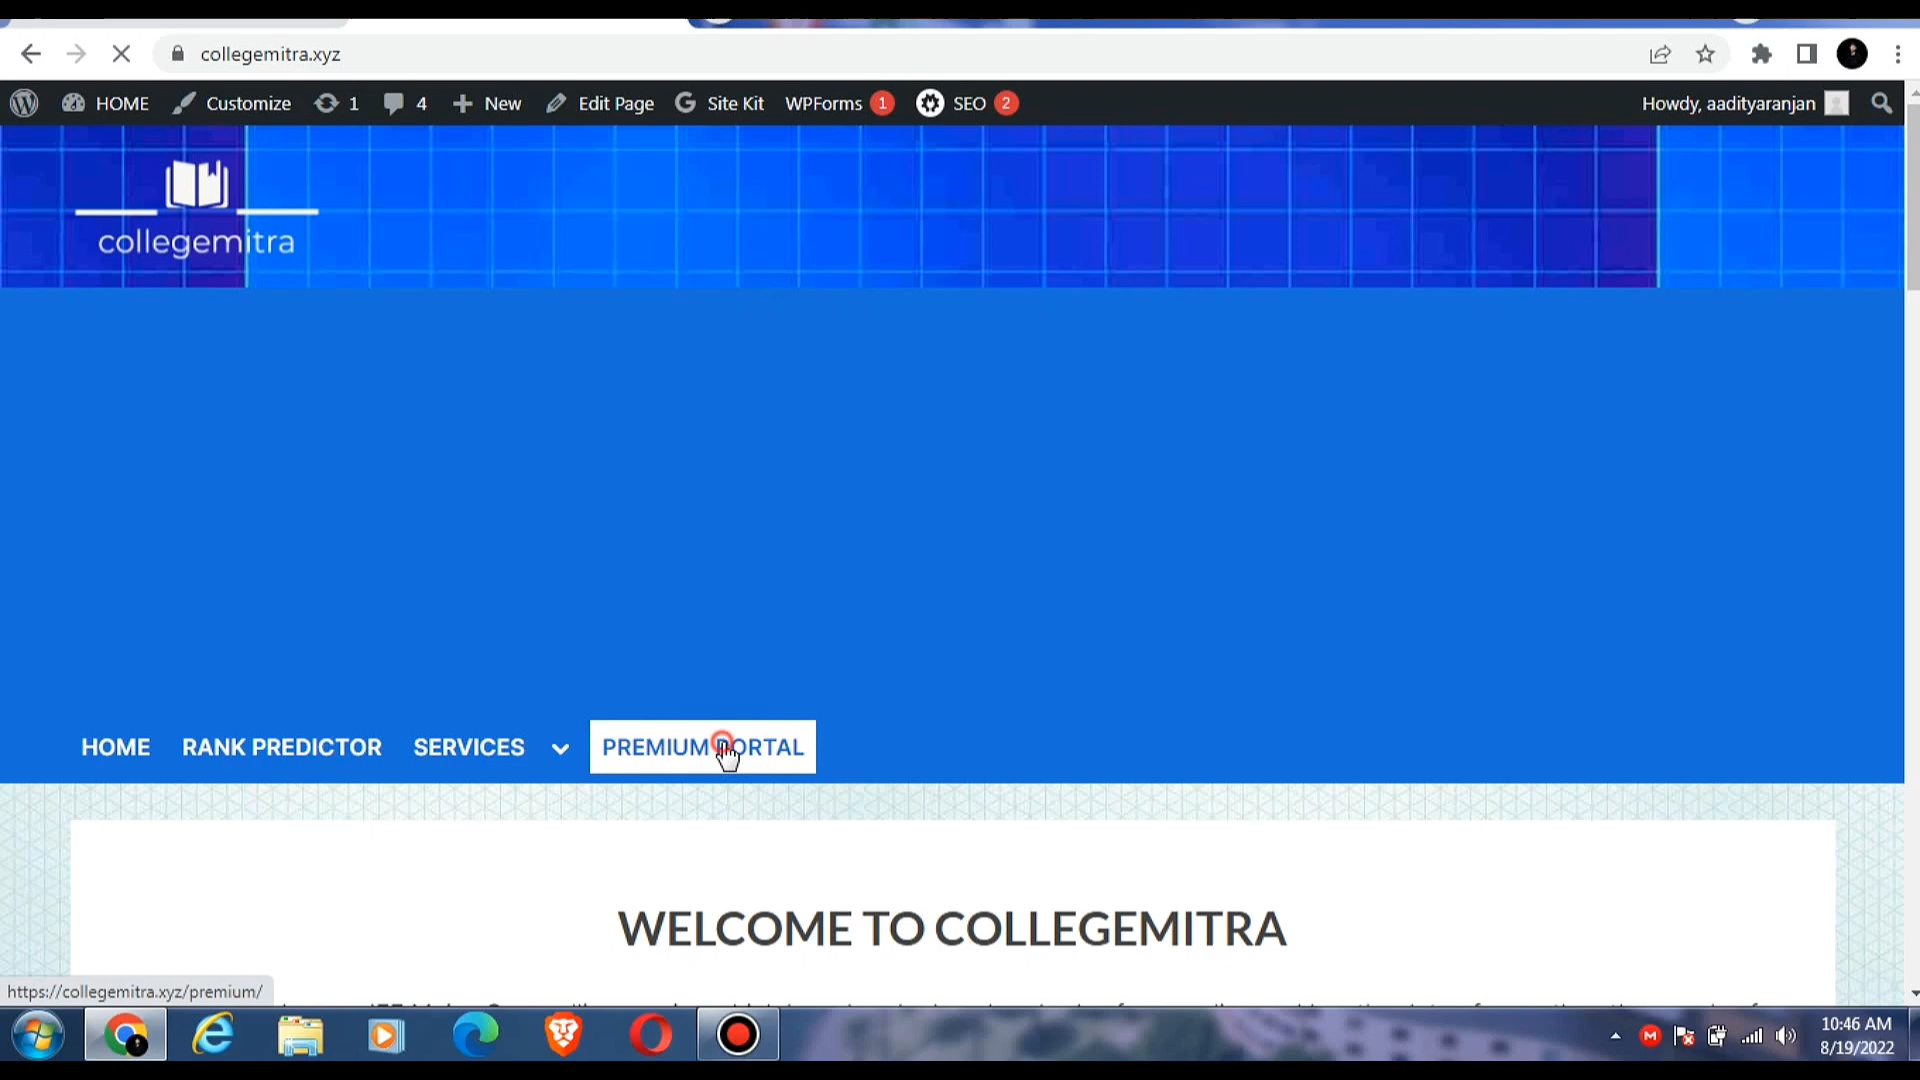 collegemitra.xyz
HOME Customize 1 4 New Edit Page Site Kit WPForms 1 SEO 2 Howdy, aadityaranjan
collegemitra
HOME RANK PREDICTOR SERVICES PREMIUM PORTAL
WELCOME TO COLLEGEMITRA
https://collegemitra.xyz/premium/
10:46 AM
8/19/2022